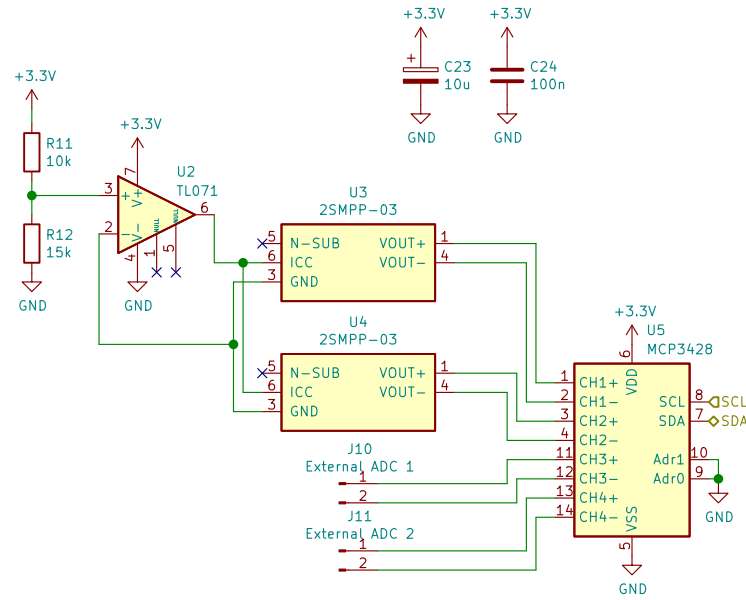 +3.3V
+3.3V
+
C23
10u
C24
100n
GND
GND
+3.3V
R11
10k
R12
15k
GND
+3.3V
U2
TL071
7
3
+
V+
2
V-
NULL
NULL
6
4
1
5
GND
U3
2SMPP-03
5
N-SUB
VOUT+
1
6
ICC
VOUT-
4
3
GND
U4
2SMPP-03
5
N-SUB
VOUT+
1
6
ICC
VOUT-
4
3
GND
+3.3V
U5
MCP3428
6
VDD
1
CH1+
2
CH1-
3
CH2+
4
CH2-
11
CH3+
12
CH3-
13
CH4+
14
CH4-
SCL
8
SCL
SDA
7
SDA
Adr1
10
Adr0
9
GND
VSS
5
GND
J10
External ADC 1
1
2
J11
External ADC 2
1
2